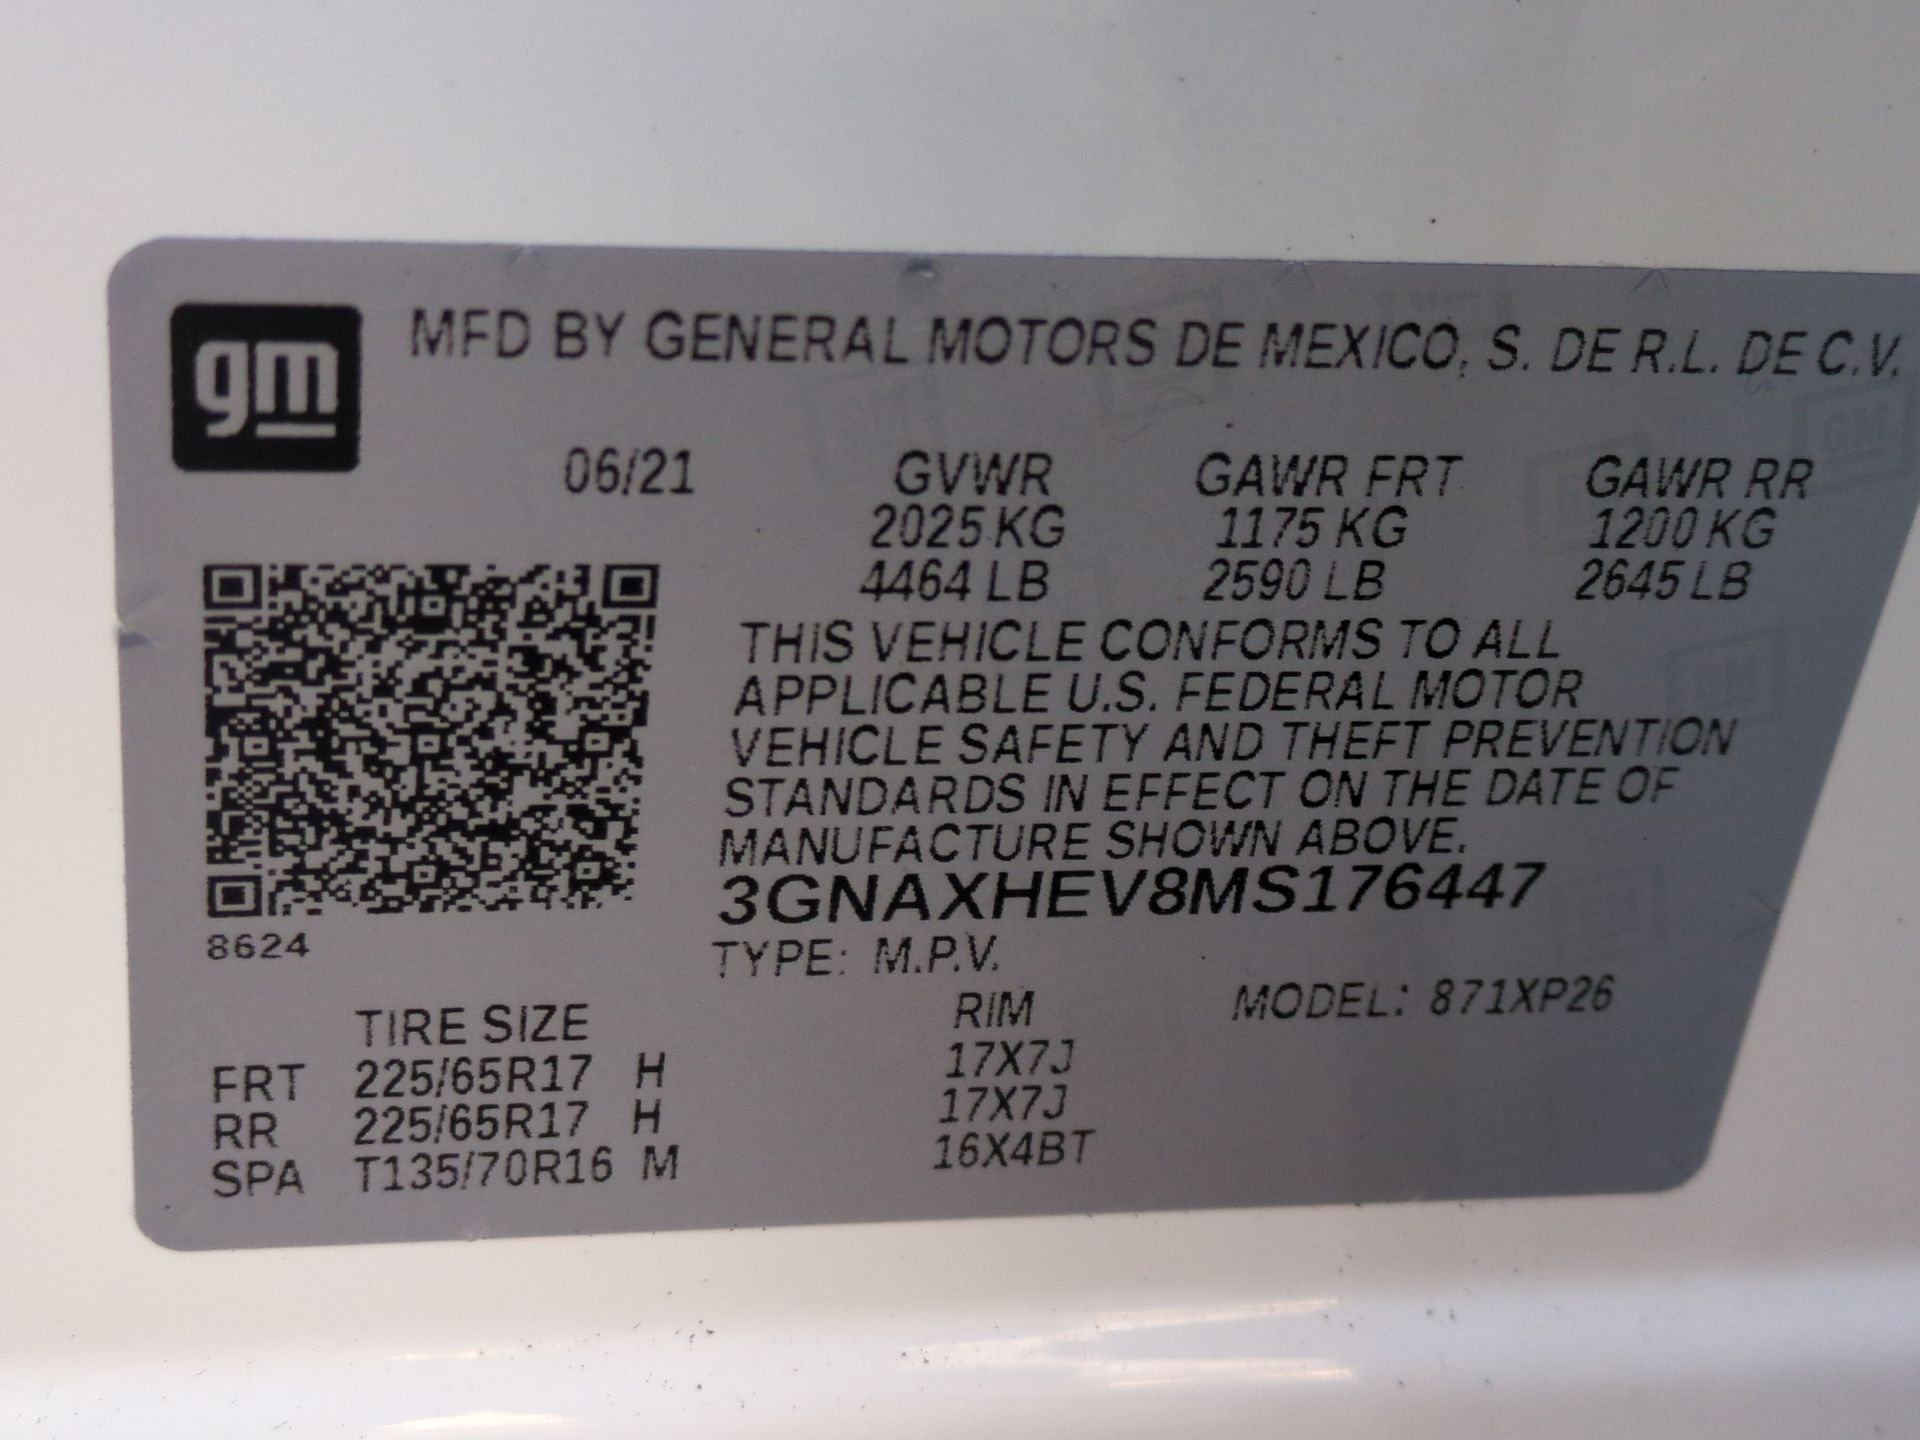 gm MFD BY GENERAL MOTORS DE MEXICO, S. DE R.L. DE C.V.
06/21 GVWR GAWR FRT GAWR RR
2025 KG 1175 KG 1200 KG
4464 LB 2590 LB 2645 LB
THIS VEHICLE CONFORMS TO ALL
APPLICABLE U.S. FEDERAL MOTOR
VEHICLE SAFETY AND THEFT PREVENTION
STANDARDS IN EFFECT ON THE DATE OF
MANUFACTURE SHOWN ABOVE.
3GNAXHEV8MS176447
8624
TYPE: M.P.V.
TIRE SIZE RIM MODEL: 871XP26
FRT 225/65R17 H 17X7J
RR 225/65R17 H 17X7J
SPA T135/70R16 M 16X4BT